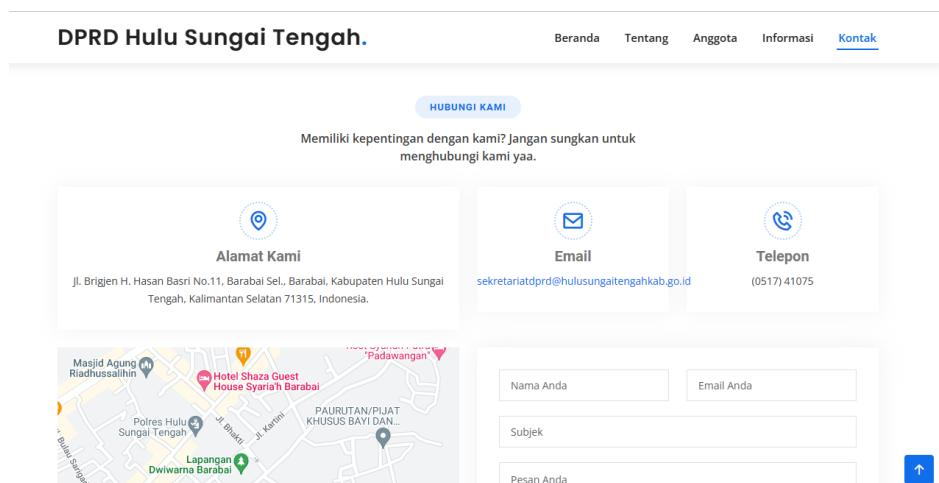 DPRD Hulu Sungai Tengah.
Beranda Tentang Anggota Informasi Kontak
HUBUNGI KAMI
Memiliki kepentingan dengan kami? Jangan sungkan untuk
menghubungi kami yaa.
Alamat Kami
Jl. Brigjen H. Hasan Basri No.11, Barabai Sel., Barabai, Kabupaten Hulu Sungai
Tengah, Kalimantan Selatan 71315, Indonesia.
Email
sekretariatdprd@hulusungaitengahkab.go.id
Telepon
(0517) 41075
"Padawangan"
Masjid Agung
Riadhussalihin
Hotel Shaza Guest
House Syaria'h Barabai
PAURUTAN/PIJAT
KHUSUS BAYI DAN...
Polres Hulu
Sungai Tengah
Jl. Bhakti
Jl. Kartini
Lapangan
Dwiwarna Barabai
Nama Anda
Email Anda
Subjek
Pesan Anda